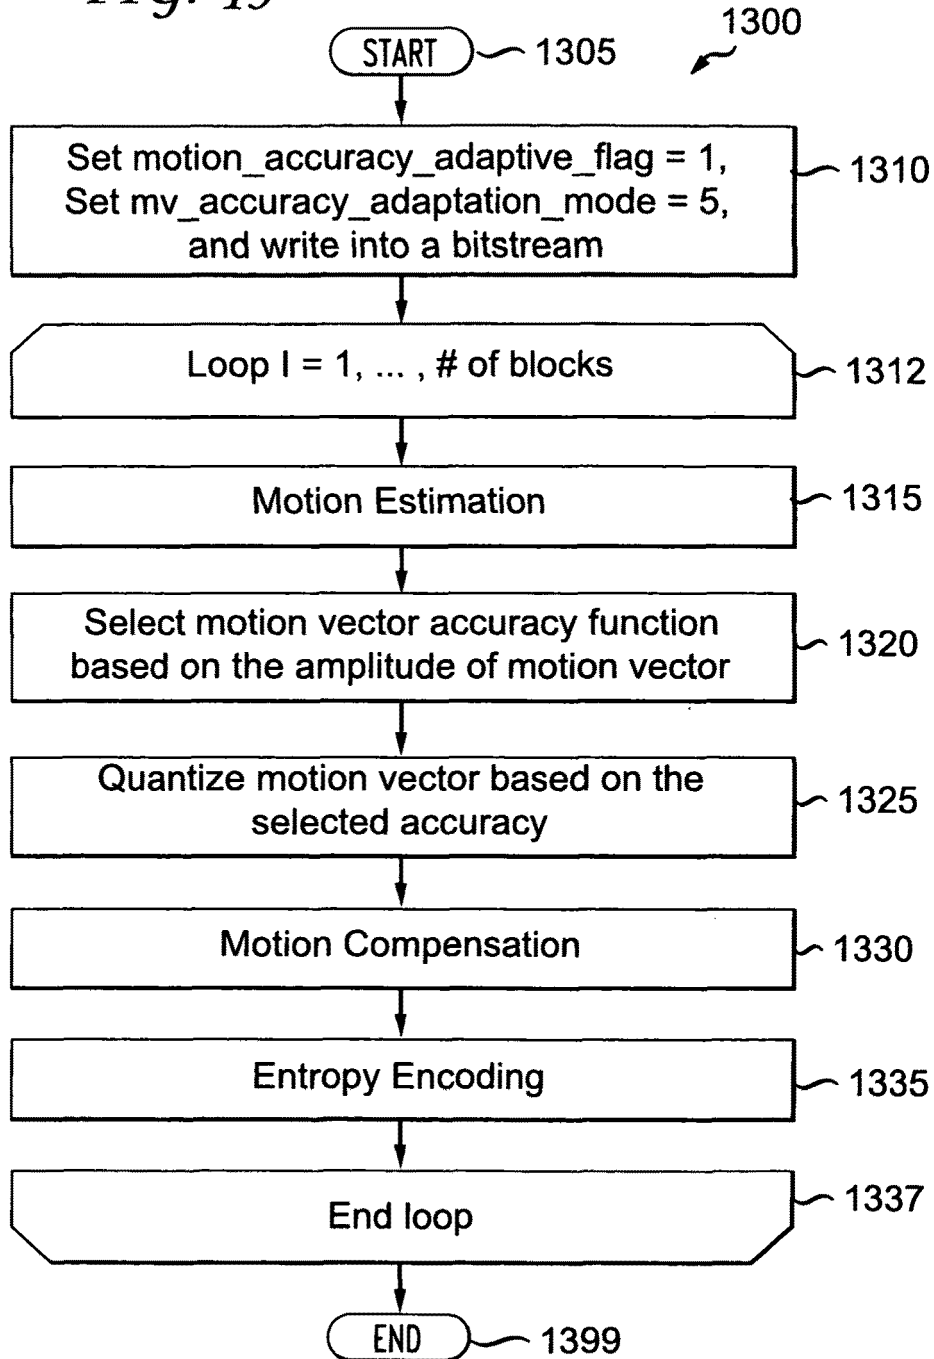 1300
START 1305
Set motion_accuracy_adaptive_flag = 1,
Set mv_accuracy_adaptation_mode = 5,
and write into a bitstream
1310
Loop I = 1, ... , # of blocks
1312
Motion Estimation
1315
Select motion vector accuracy function
based on the amplitude of motion vector
1320
Quantize motion vector based on the
selected accuracy
1325
Motion Compensation
1330
Entropy Encoding
1335
End loop
1337
END 1399